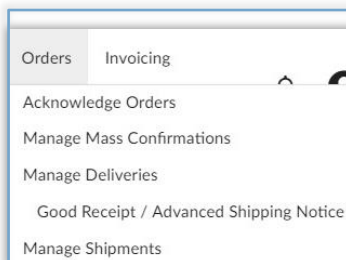 Orders Invoicing
Acknowledge Orders
Manage Mass Confirmations
Manage Deliveries
Good Receipt / Advanced Shipping Notice
Manage Shipments